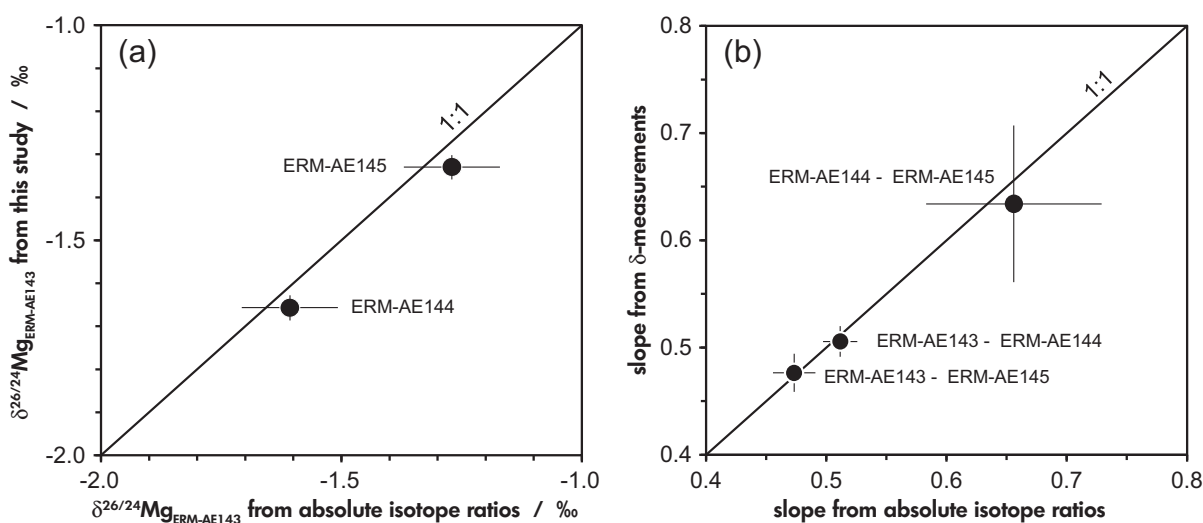 (a)
-1.0
-1.5
-2.0
δ26/24MgERM-AE143 from this study / ‰
1:1
ERM-AE145
ERM-AE144
-2.0 -1.5 -1.0
δ26/24MgERM-AE143 from absolute isotope ratios / ‰
(b)
0.8
0.7
0.6
0.5
0.4
slope from δ-measurements
1:1
ERM-AE144 - ERM-AE145
ERM-AE143 - ERM-AE144
ERM-AE143 - ERM-AE145
0.4 0.5 0.6 0.7 0.8
slope from absolute isotope ratios